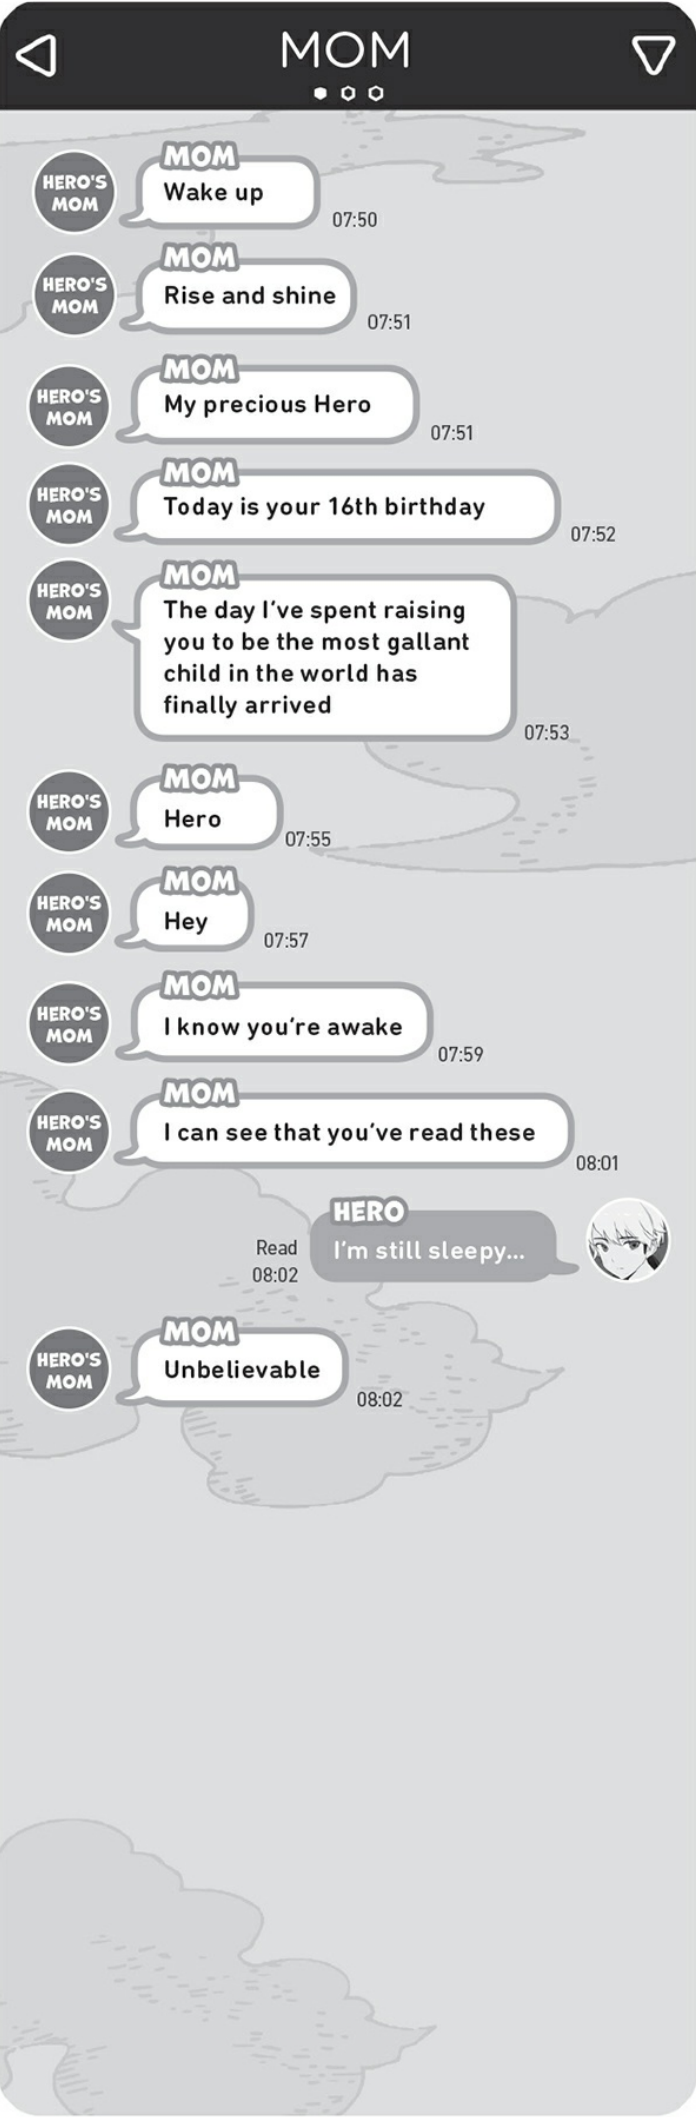 MOM
HERO'S
MOM
MOM
Wake up
07:50
HERO'S
MOM
MOM
Rise and shine
07:51
HERO'S
MOM
MOM
My precious Hero
07:51
HERO'S
MOM
MOM
Today is your 16th birthday
07:52
HERO'S
MOM
MOM
The day I've spent raising
you to be the most gallant
child in the world has
finally arrived
07:53
HERO'S
MOM
MOM
Hero
07:55
HERO'S
MOM
MOM
Hey
07:57
HERO'S
MOM
MOM
I know you're awake
07:59
HERO'S
MOM
MOM
I can see that you've read these
08:01
HERO
I'm still sleepy...
Read
08:02
HERO'S
MOM
MOM
Unbelievable
08:02